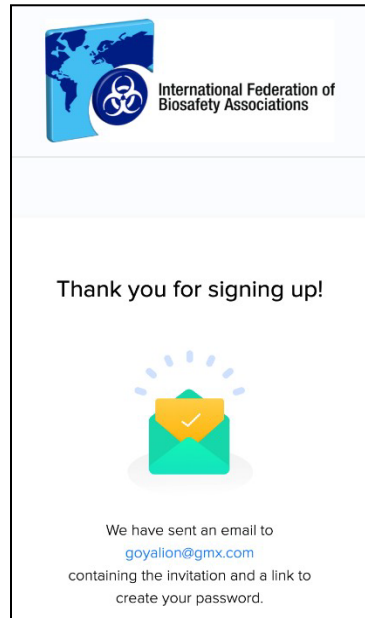 International Federation of
Biosafety Associations
Thank you for signing up!
We have sent an email to
goyalion@gmx.com
containing the invitation and a link to
create your password.